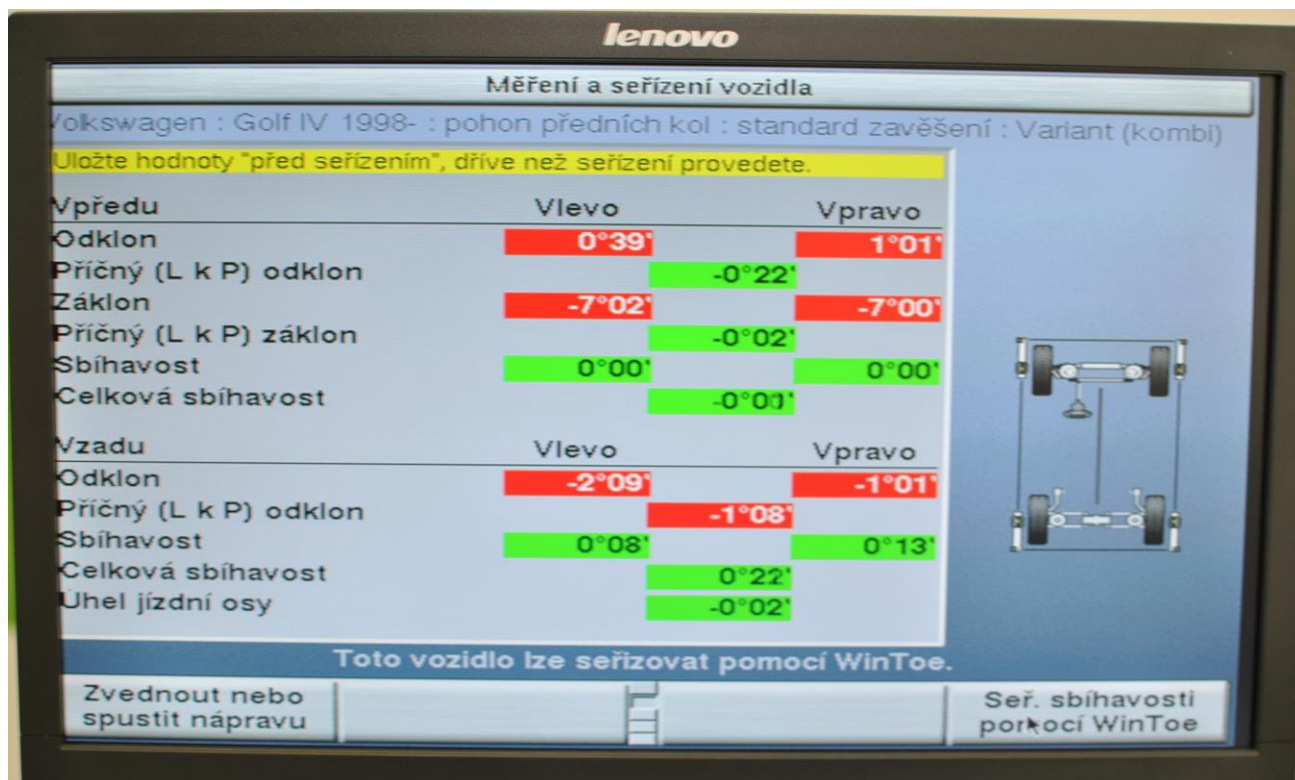 lenovo
Měření a seřízení vozidla
Volkswagen : Golf IV 1998- : pohon předních kol : standard zavěšení : Variant (kombi)
Uložte hodnoty "před seřízením", dříve než seřízení provedete.
Vpředu Vlevo Vpravo
Odklon 0°39' 1°01'
Příčný (L k P) odklon -0°22'
Záklon -7°02' -7°00'
Příčný (L k P) záklon -0°02'
Sbíhavost 0°00' 0°00'
Celková sbíhavost
Vzadu Vlevo Vpravo
Odklon -2°09' -1°01'
Příčný (L k P) odklon -1°08'
Sbíhavost 0°08' 0°13'
Celková sbíhavost 0°22'
Úhel jízdní osy -0°02'
Toto vozidlo lze seřizovat pomocí WinToe.
Zvednout nebo
spustit nápravu
Seř. sbíhavosti
pomocí WinToe